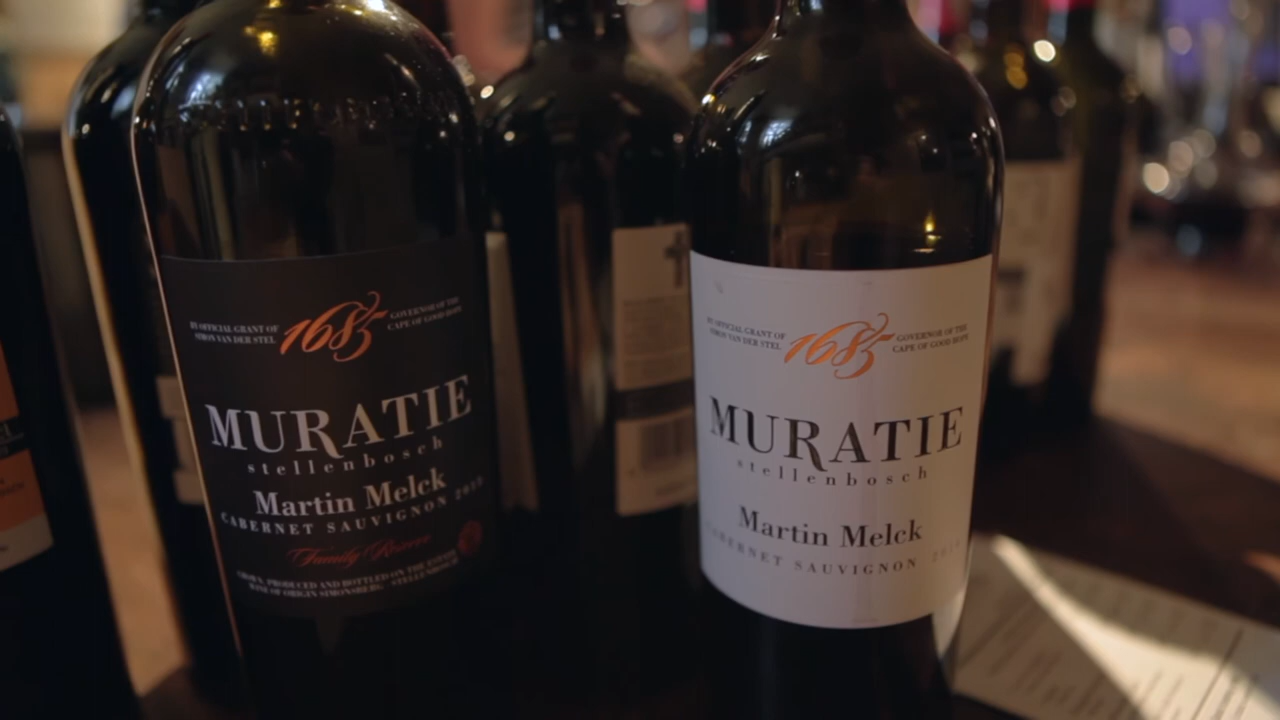 BY OFFICIAL GRANT OF
SIMON VAN DER STEL
1685
GOVERNOR OF THE
CAPE OF GOOD HOPE
MURATIE
stellenbosch
Martin Melck
CABERNET SAUVIGNON
Family Reserve
GROWN, PRODUCED AND BOTTLED ON THE
WINE OF ORIGIN SIMONSBERG - STELLENBOSCH
BY OFFICIAL GRANT OF
SIMON VAN DER STEL
1685
GOVERNOR OF THE
CAPE OF GOOD HOPE
MURATIE
stellenbosch
Martin Melck
CABERNET SAUVIGNON